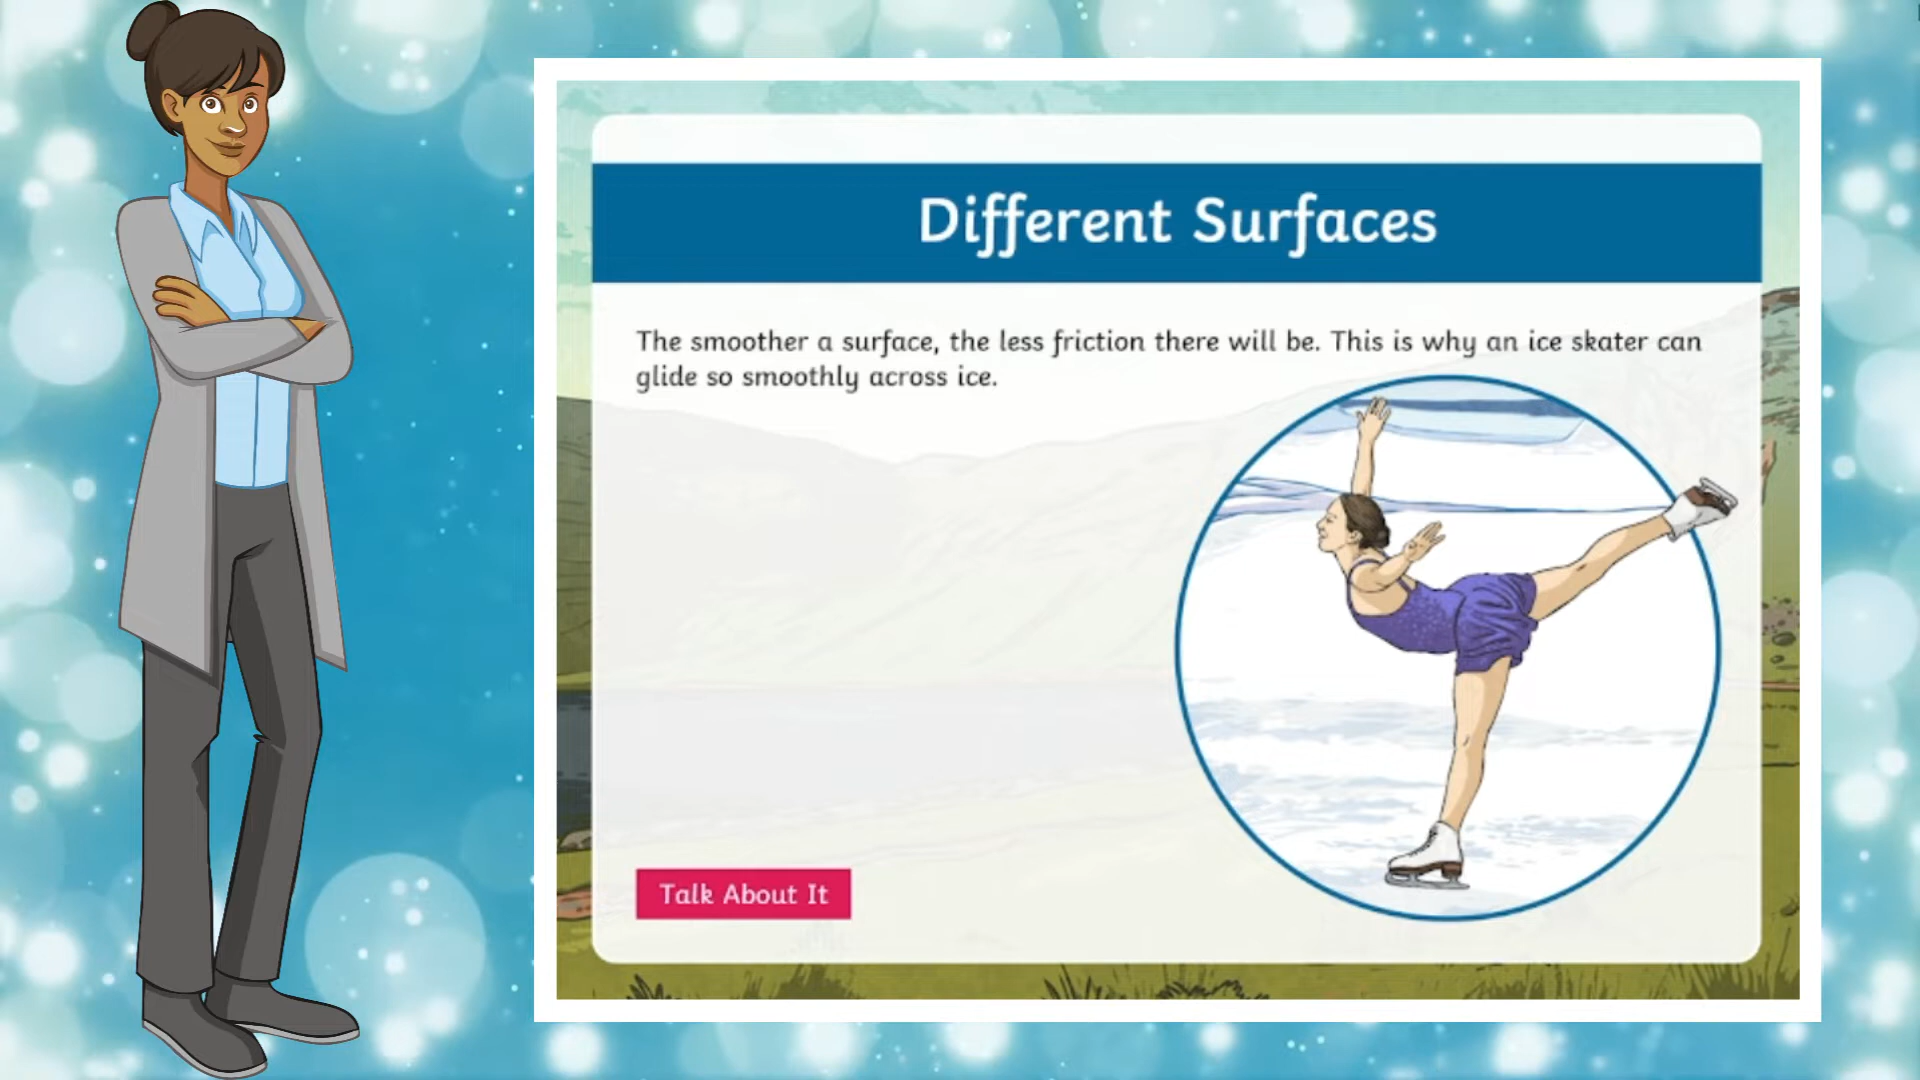 Different Surfaces
The smoother a surface, the less friction there will be. This is why an ice skater can
glide so smoothly across ice.
Talk About It